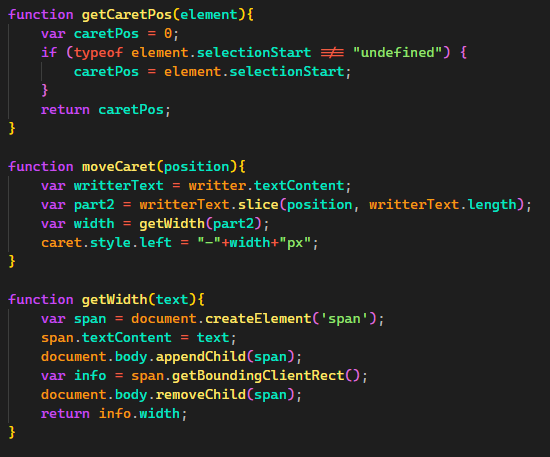 function getCaretPos(element){
    var caretPos = 0;
    if (typeof element.selectionStart !== "undefined") {
        caretPos = element.selectionStart;
    }
    return caretPos;
}

function moveCaret(position){
    var writterText = writter.textContent;
    var part2 = writterText.slice(position, writterText.length);
    var width = getWidth(part2);
    caret.style.left = "-"+width+"px";
}

function getWidth(text){
    var span = document.createElement('span');
    span.textContent = text;
    document.body.appendChild(span);
    var info = span.getBoundingClientRect();
    document.body.removeChild(span);
    return info.width;
}